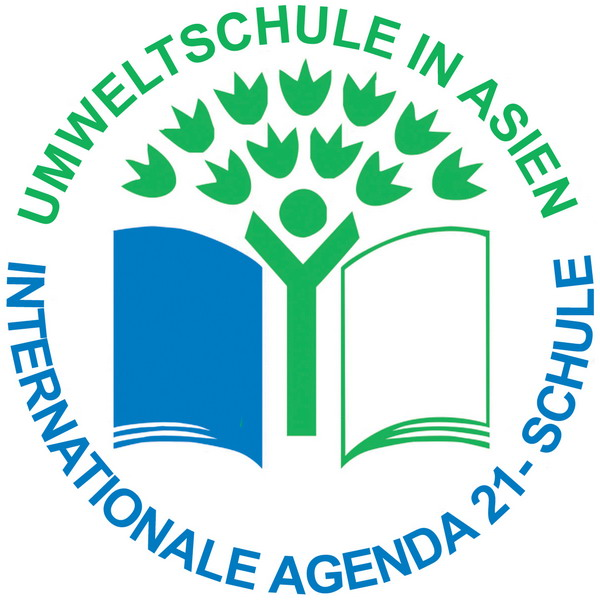 UMWELTSCHULE IN ASIEN
INTERNATIONALE AGENDA 21- SCHULE